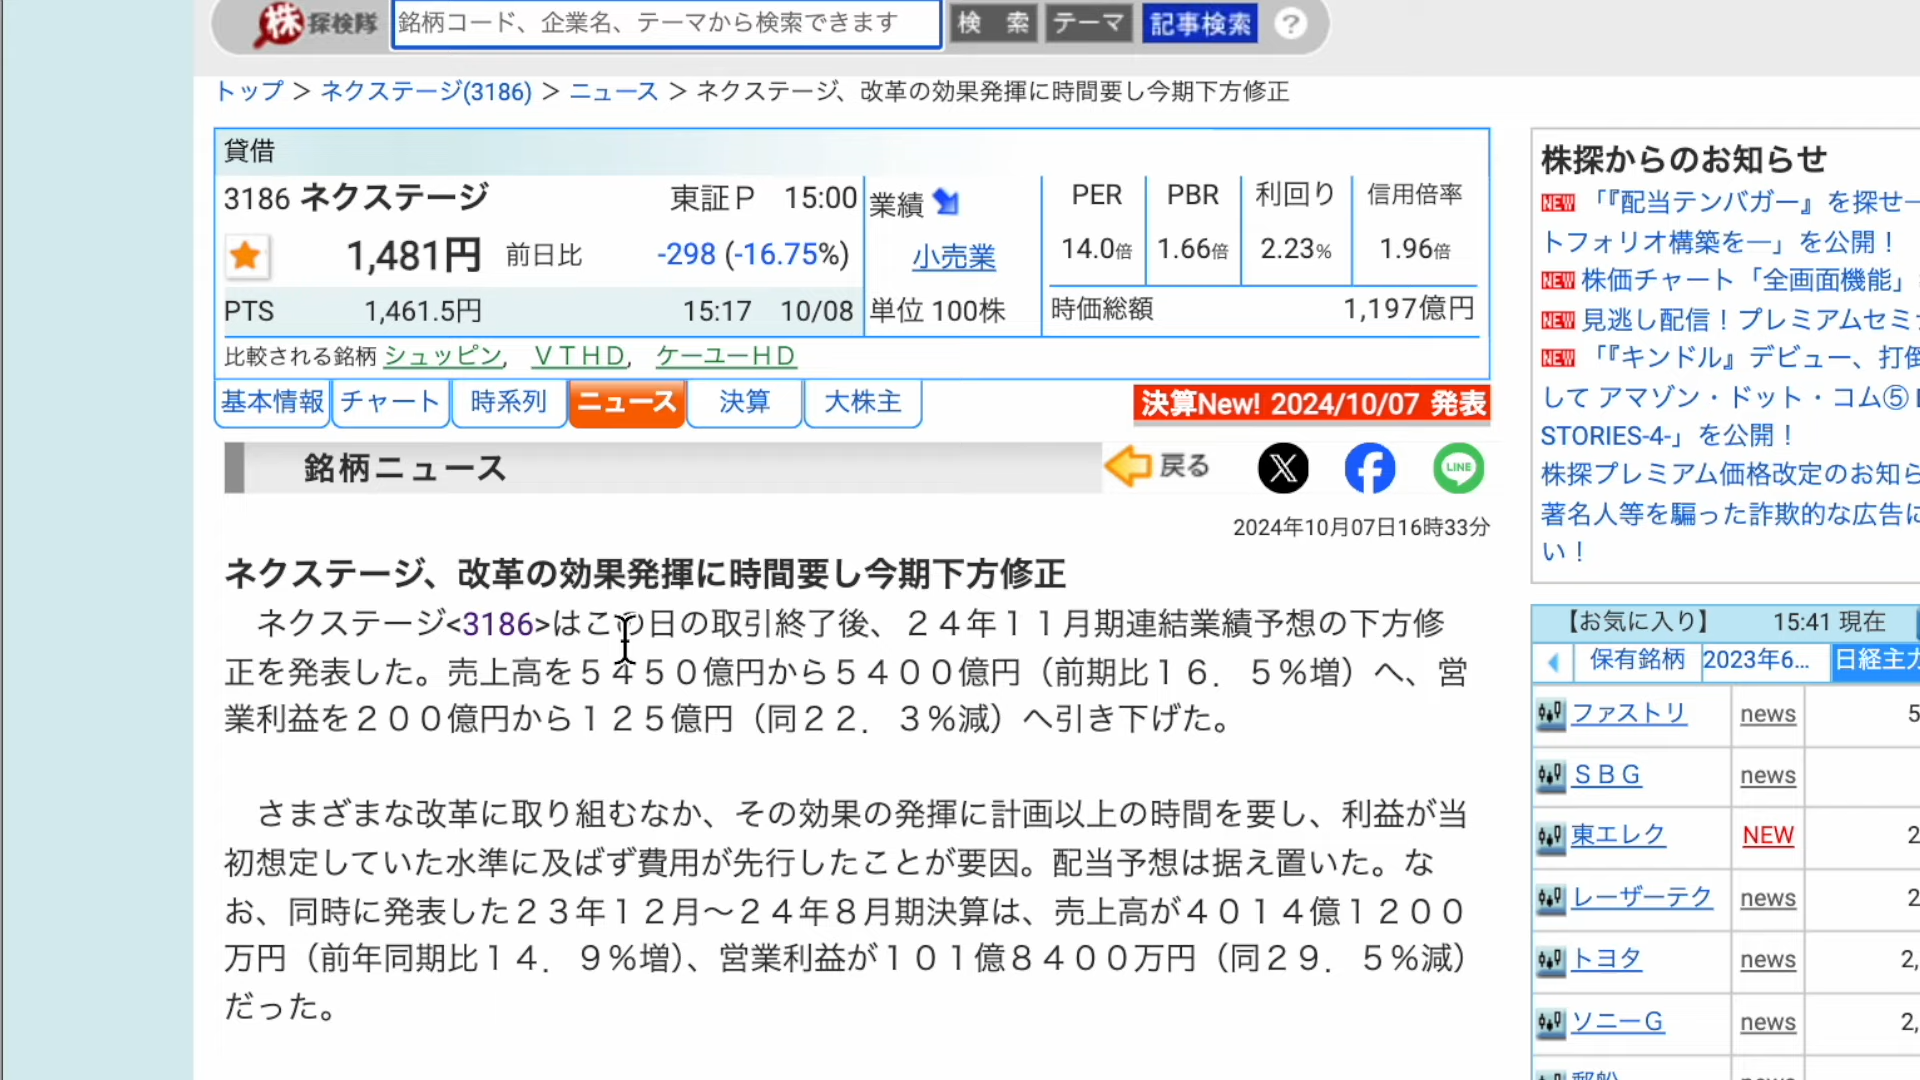 株 探検隊 銘柄コード、企業名、テーマから検索できます 検 索 テーマ 記事検索 ?
トップ > ネクステージ(3186) > ニュース > ネクステージ、改革の効果発揮に時間要し今期下方修正
貸借
3186 ネクステージ 東証Ｐ 15:00
1,481円 前日比 -298 (-16.75%)
PTS 1,461.5円 15:17 10/08
業績
小売業
単位 100株
PER PBR 利回り 信用倍率
14.0倍 1.66倍 2.23% 1.96倍
時価総額 1,197億円
比較される銘柄 シュッピン, ＶＴＨＤ, ケーユーＨＤ
基本情報 チャート 時系列 ニュース 決算 大株主
決算New! 2024/10/07 発表
銘柄ニュース
戻る
LINE
2024年10月07日16時33分
ネクステージ、改革の効果発揮に時間要し今期下方修正
ネクステージ<3186>はこの日の取引終了後、２４年１１月期連結業績予想の下方修
正を発表した。売上高を５４５０億円から５４００億円（前期比１６．５％増）へ、営
業利益を２００億円から１２５億円（同２２．３％減）へ引き下げた。
さまざまな改革に取り組むなか、その効果の発揮に計画以上の時間を要し、利益が当
初想定していた水準に及ばず費用が先行したことが要因。配当予想は据え置いた。な
お、同時に発表した２３年１２月～２４年８月期決算は、売上高が４０１４億１２００
万円（前年同期比１４．９％増）、営業利益が１０１億８４００万円（同２９．５％減）
だった。
株探からのお知らせ
NEW 「『配当テンバガー』を探せ―
トフォリオ構築を―」を公開！
NEW 株価チャート「全画面機能」
NEW 見逃し配信！プレミアムセミ
NEW 「『キンドル』デビュー、打倒
して アマゾン・ドット・コム⑤
STORIES-4-」を公開！
株探プレミアム価格改定のお知ら
著名人等を騙った詐欺的な広告に
い！
【お気に入り】 15:41 現在
保有銘柄 2023年6... 日経主力
ファストリ news 5
ＳＢＧ news
東エレク NEW 2
レーザーテク news 2
トヨタ news 2,
ソニーＧ news 2,